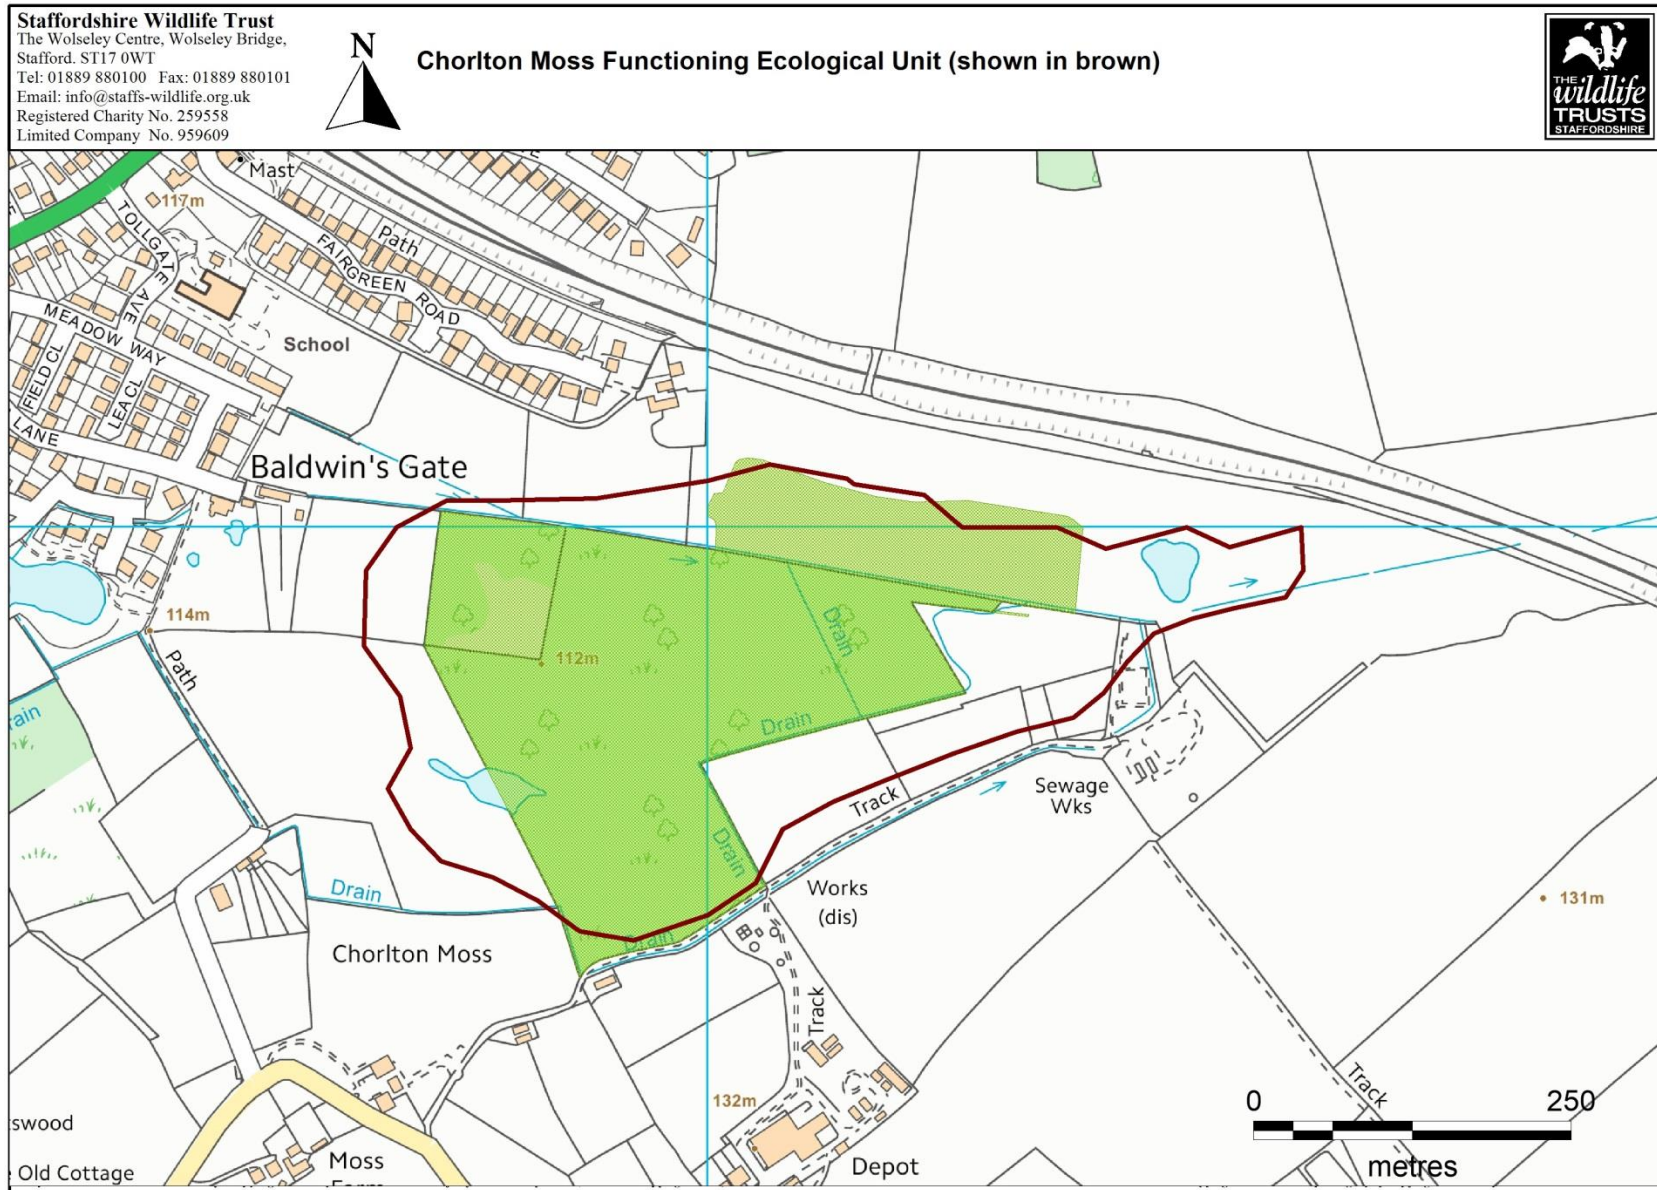 Staffordshire Wildlife Trust
The Wolseley Centre, Wolseley Bridge,
Stafford. ST17 0WT
Tel: 01889 880100 Fax: 01889 880101
Email: info@staffs-wildlife.org.uk
Registered Charity No. 259558
Limited Company No. 959609
N
Chorlton Moss Functioning Ecological Unit (shown in brown)
THE
wildlife
TRUSTS
STAFFORDSHIRE
Mast
117m
TOLLGATE AVE
Path
FAIRGREEN ROAD
MEADOW WAY
School
FIELD CL
LEA CL
LANE
Baldwin's Gate
114m
Path
112m
Drain
Drain
Drain
Drain
Drain
Track
Sewage
Wks
Works
(dis)
131m
Chorlton Moss
Track
132m
Track
0 250
metres
swood
Old Cottage
Moss
Depot